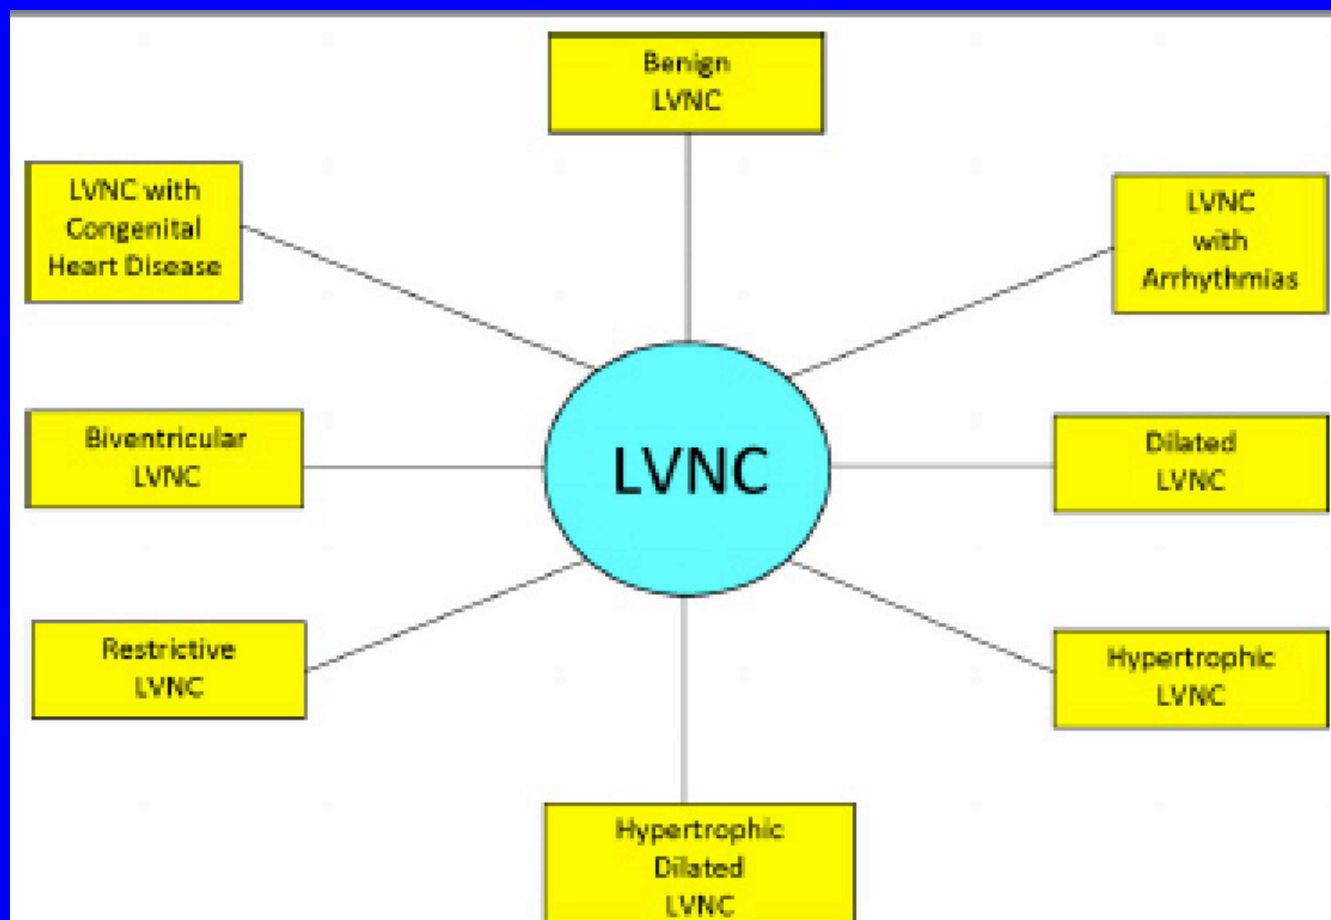 Benign
LVNC
LVNC with
Congenital
Heart Disease
LVNC
with
Arrhythmias
Biventricular
LVNC
LVNC
Dilated
LVNC
Restrictive
LVNC
Hypertrophic
LVNC
Hypertrophic
Dilated
LVNC